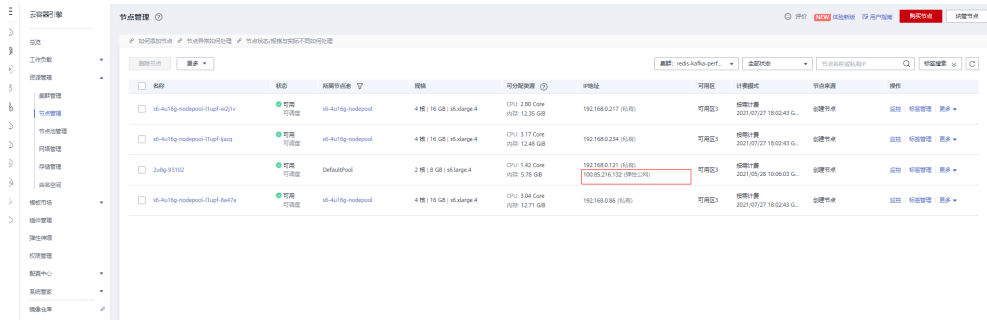 云容器引擎
总览
工作负载
资源管理
集群管理
节点管理
节点池管理
网络管理
存储管理
命名空间
模板市场
插件管理
弹性伸缩
权限管理
配置中心
系统管家
镜像仓库
节点管理
评价 NEW 体验新版 用户指南 购买节点 纳管节点
如何添加节点 节点异常如何处理 节点状态/规格与实际不同如何处理
删除节点 更多 集群: redis-kafka-perf... 全部状态 节点名称或私有IP 标签搜索
名称 状态 所属节点池 规格 可分配资源 IP地址 可用区 计费模式 节点来源 操作
s6-4u16g-nodepool-l1upf-w2j1v 可用 可调度 s6-4u16g-nodepool 4 核 | 16 GB | s6.xlarge.4 CPU: 2.80 Core 内存: 12.35 GiB 192.168.0.217 (私有) 可用区3 按需计费 2021/07/27 18:02:43 G... 创建节点 监控 标签管理 更多
s6-4u16g-nodepool-l1upf-ijacq 可用 可调度 s6-4u16g-nodepool 4 核 | 16 GB | s6.xlarge.4 CPU: 3.17 Core 内存: 12.48 GiB 192.168.0.234 (私有) 可用区3 按需计费 2021/07/27 18:02:43 G... 创建节点 监控 标签管理 更多
2u8g-93102 可用 可调度 DefaultPool 2 核 | 8 GB | s6.large.4 CPU: 1.42 Core 内存: 5.78 GiB 192.168.0.121 (私有) 100.85.216.132 (弹性公网) 可用区3 按需计费 2021/05/28 10:06:03 G... 创建节点 监控 标签管理 更多
s6-4u16g-nodepool-l1upf-8a47a 可用 可调度 s6-4u16g-nodepool 4 核 | 16 GB | s6.xlarge.4 CPU: 3.04 Core 内存: 12.71 GiB 192.168.0.86 (私有) 可用区3 按需计费 2021/07/27 18:02:43 G... 创建节点 监控 标签管理 更多